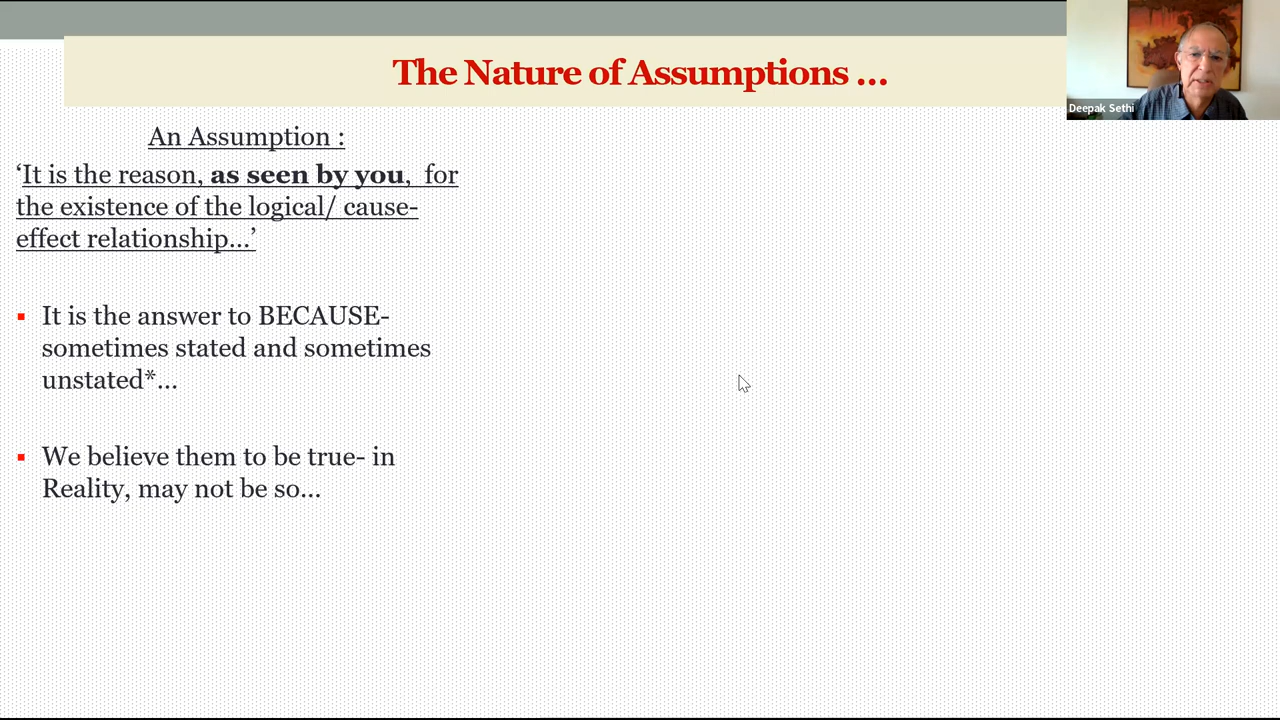 The Nature of Assumptions ...
Deepak Sethi
An Assumption :
‘It is the reason, as seen by you, for
the existence of the logical/ cause-
effect relationship...’
It is the answer to BECAUSE-
sometimes stated and sometimes
unstated*...
We believe them to be true- in
Reality, may not be so...